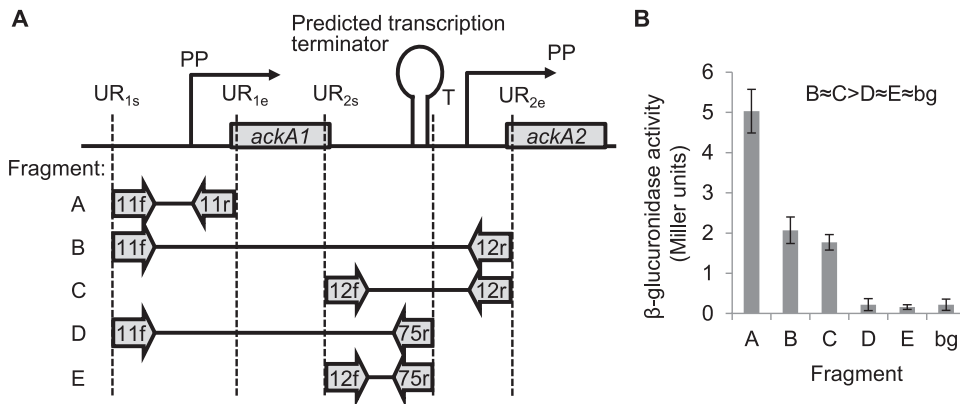 A
Predicted transcription
terminator
PP
PP
UR1s
UR1e
UR2s
T
UR2e
ackA1
ackA2
Fragment:
A
11f
11r
B
11f
12r
C
12f
12r
D
11f
75r
E
12f
75r
B
β-glucuronidase activity
(Miller units)
6
5
4
3
2
1
0
B≈C>D≈E≈bg
A B C D E bg
Fragment